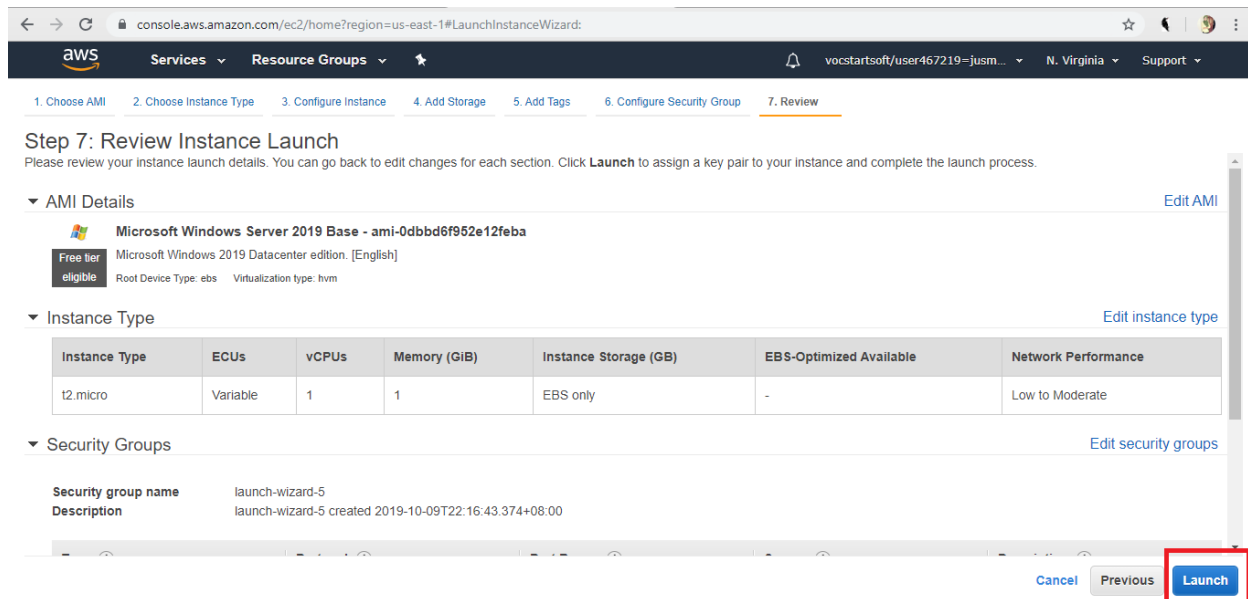 console.aws.amazon.com/ec2/home?region=us-east-1#LaunchInstanceWizard:
aws Services Resource Groups vocstartsoft/user467219=jusm... N. Virginia Support
1. Choose AMI 2. Choose Instance Type 3. Configure Instance 4. Add Storage 5. Add Tags 6. Configure Security Group 7. Review
Step 7: Review Instance Launch
Please review your instance launch details. You can go back to edit changes for each section. Click Launch to assign a key pair to your instance and complete the launch process.
AMI Details Edit AMI
Microsoft Windows Server 2019 Base - ami-0dbbd6f952e12feba
Free tier eligible
Microsoft Windows 2019 Datacenter edition. [English]
Root Device Type: ebs Virtualization type: hvm
Instance Type Edit instance type
Instance Type ECUs vCPUs Memory (GiB) Instance Storage (GB) EBS-Optimized Available Network Performance
t2.micro Variable 1 1 EBS only - Low to Moderate
Security Groups Edit security groups
Security group name launch-wizard-5
Description launch-wizard-5 created 2019-10-09T22:16:43.374+08:00
Cancel Previous Launch